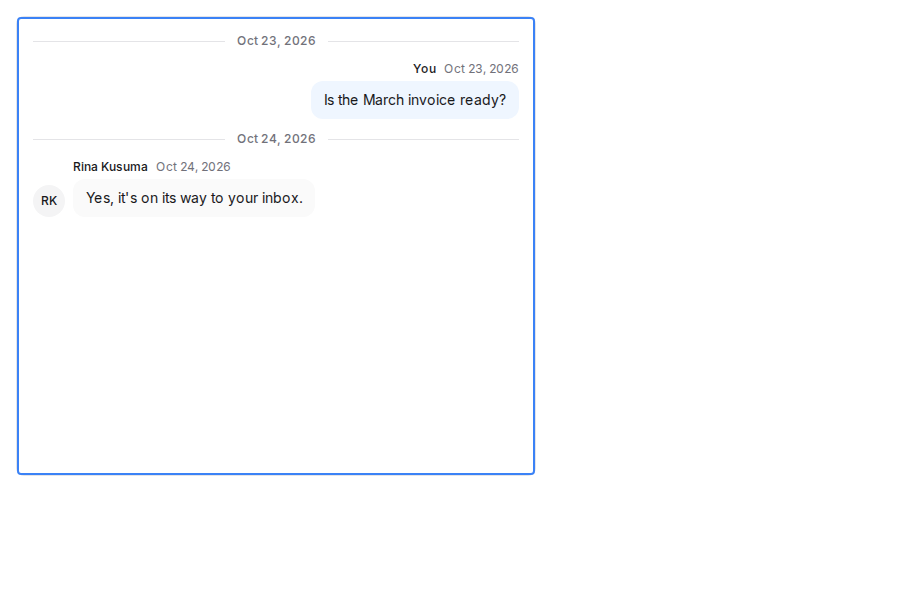 Oct 23, 2026
You Oct 23, 2026
Is the March invoice ready?
Oct 24, 2026
Rina Kusuma Oct 24, 2026
RK Yes, it's on its way to your inbox.